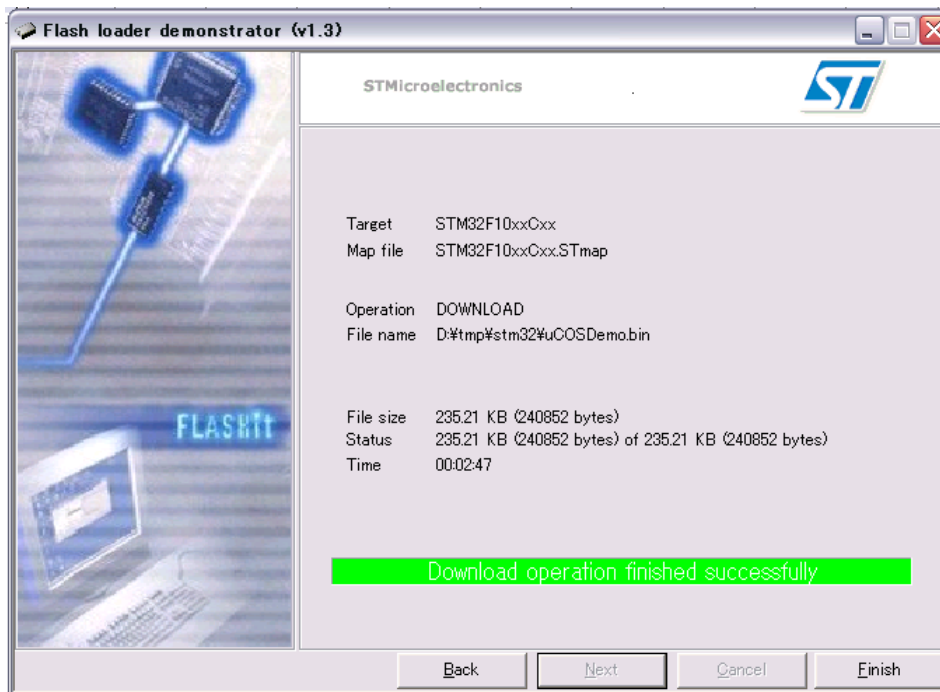 Flash loader demonstrator (v1.3)
STMicroelectronics
ST
Target STM32F10xxCxx
Map file STM32F10xxCxx.STmap
Operation DOWNLOAD
File name D:¥tmp¥stm32¥uCOSDemo.bin
FLASHIt
File size 235.21 KB (240852 bytes)
Status 235.21 KB (240852 bytes) of 235.21 KB (240852 bytes)
Time 00:02:47
Download operation finished successfully
Back Next Cancel Finish